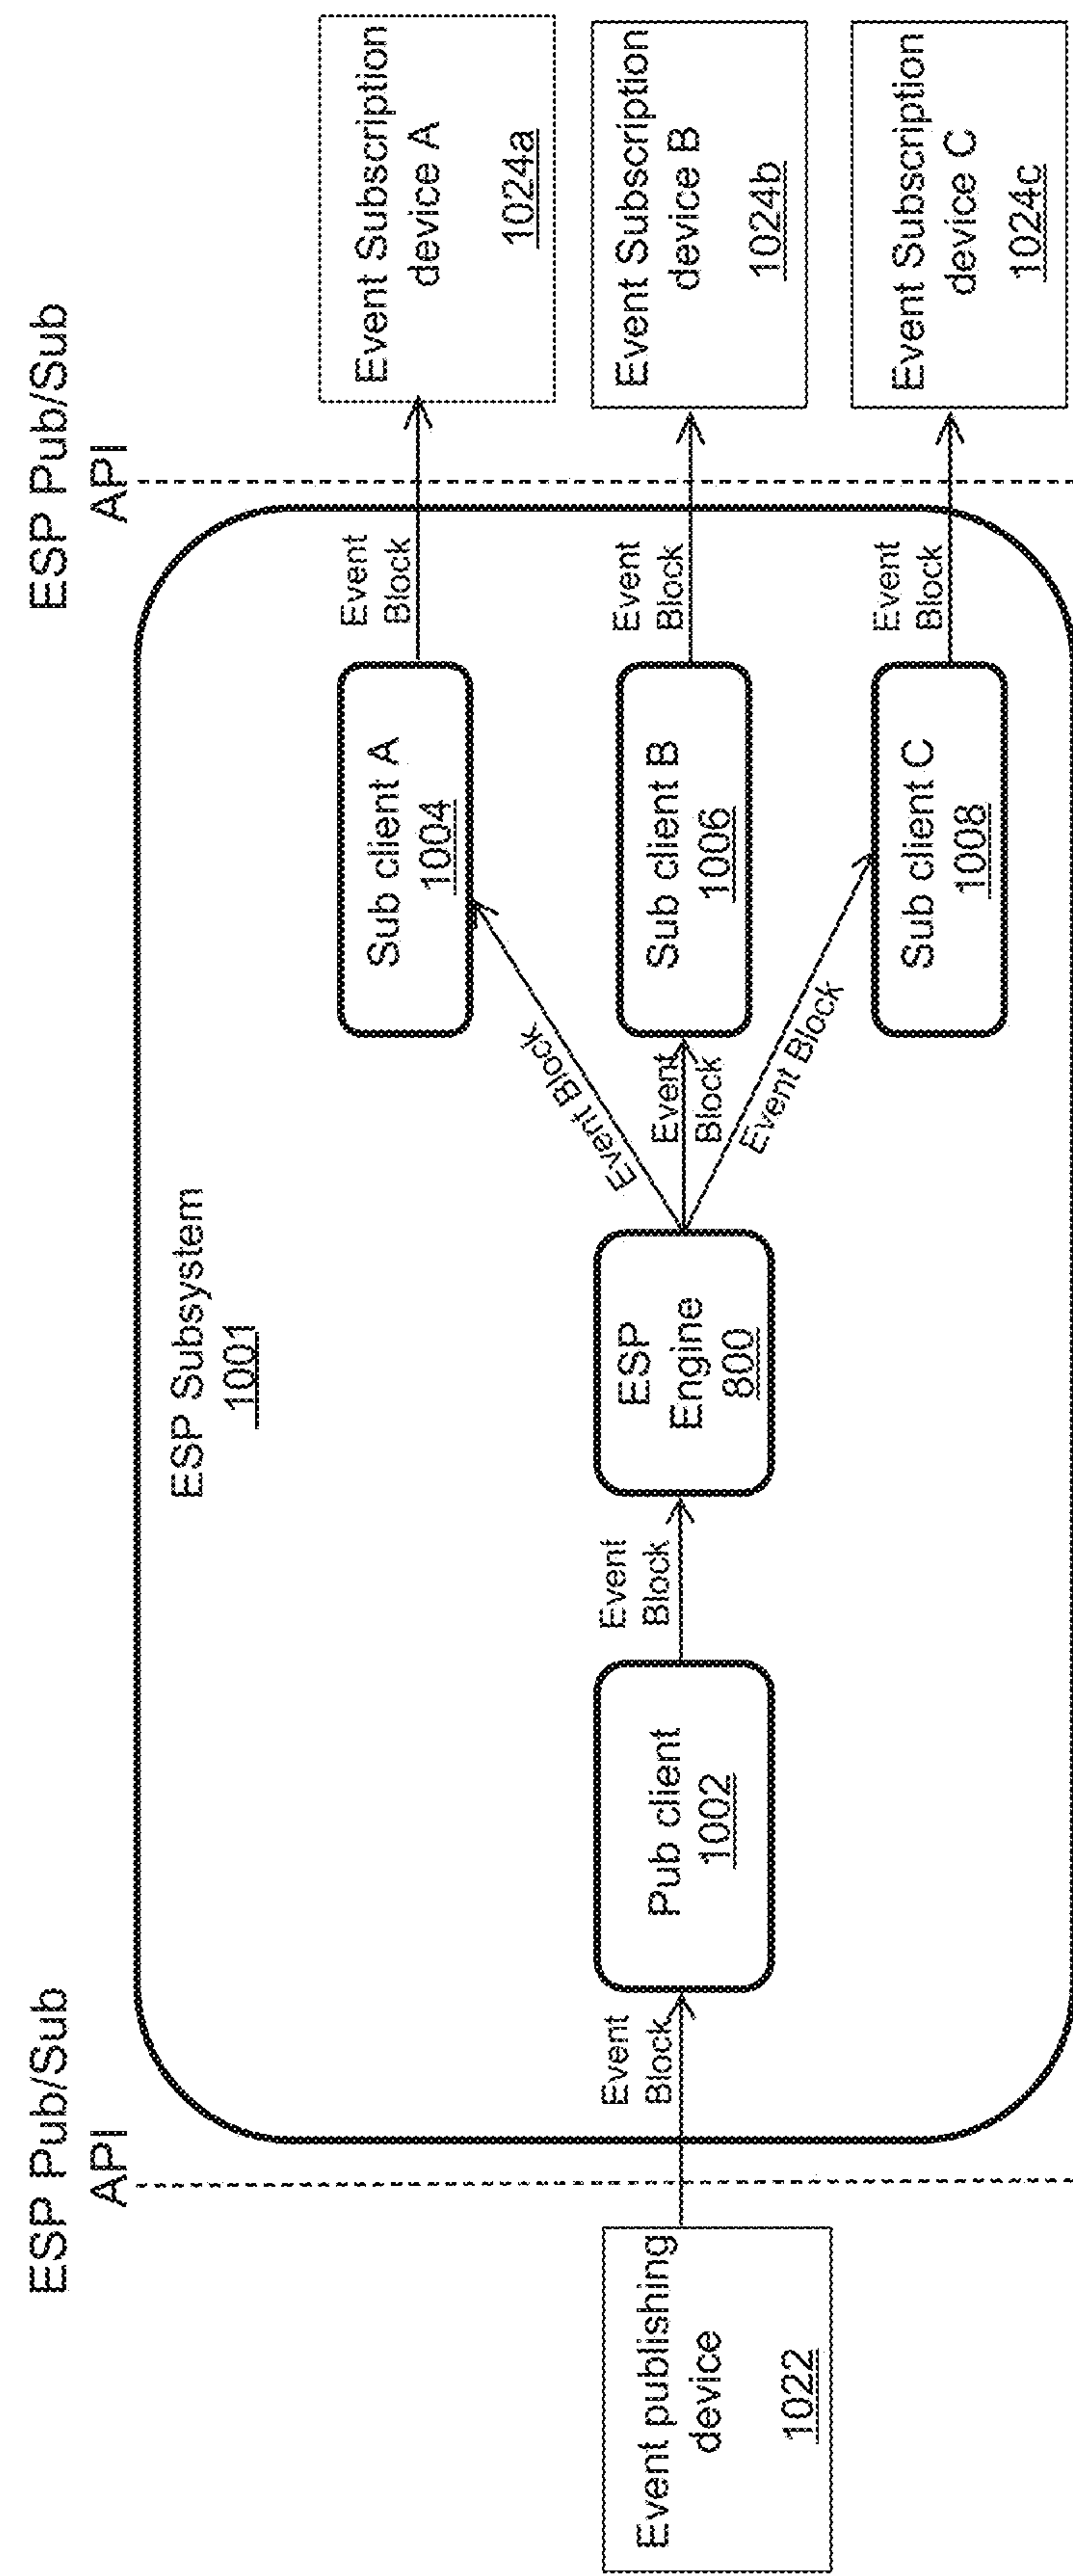 ESP Pub/Sub
API
ESP Pub/Sub
API
ESP Subsystem
1001
Event publishing
device
1022
Event
Block
Pub client
1002
Event
Block
ESP
Engine
800
Event Block
Event
Block
Event Block
Sub client A
1004
Sub client B
1006
Sub client C
1008
Event
Block
Event
Block
Event
Block
Event Subscription
device A
1024a
Event Subscription
device B
1024b
Event Subscription
device C
1024c